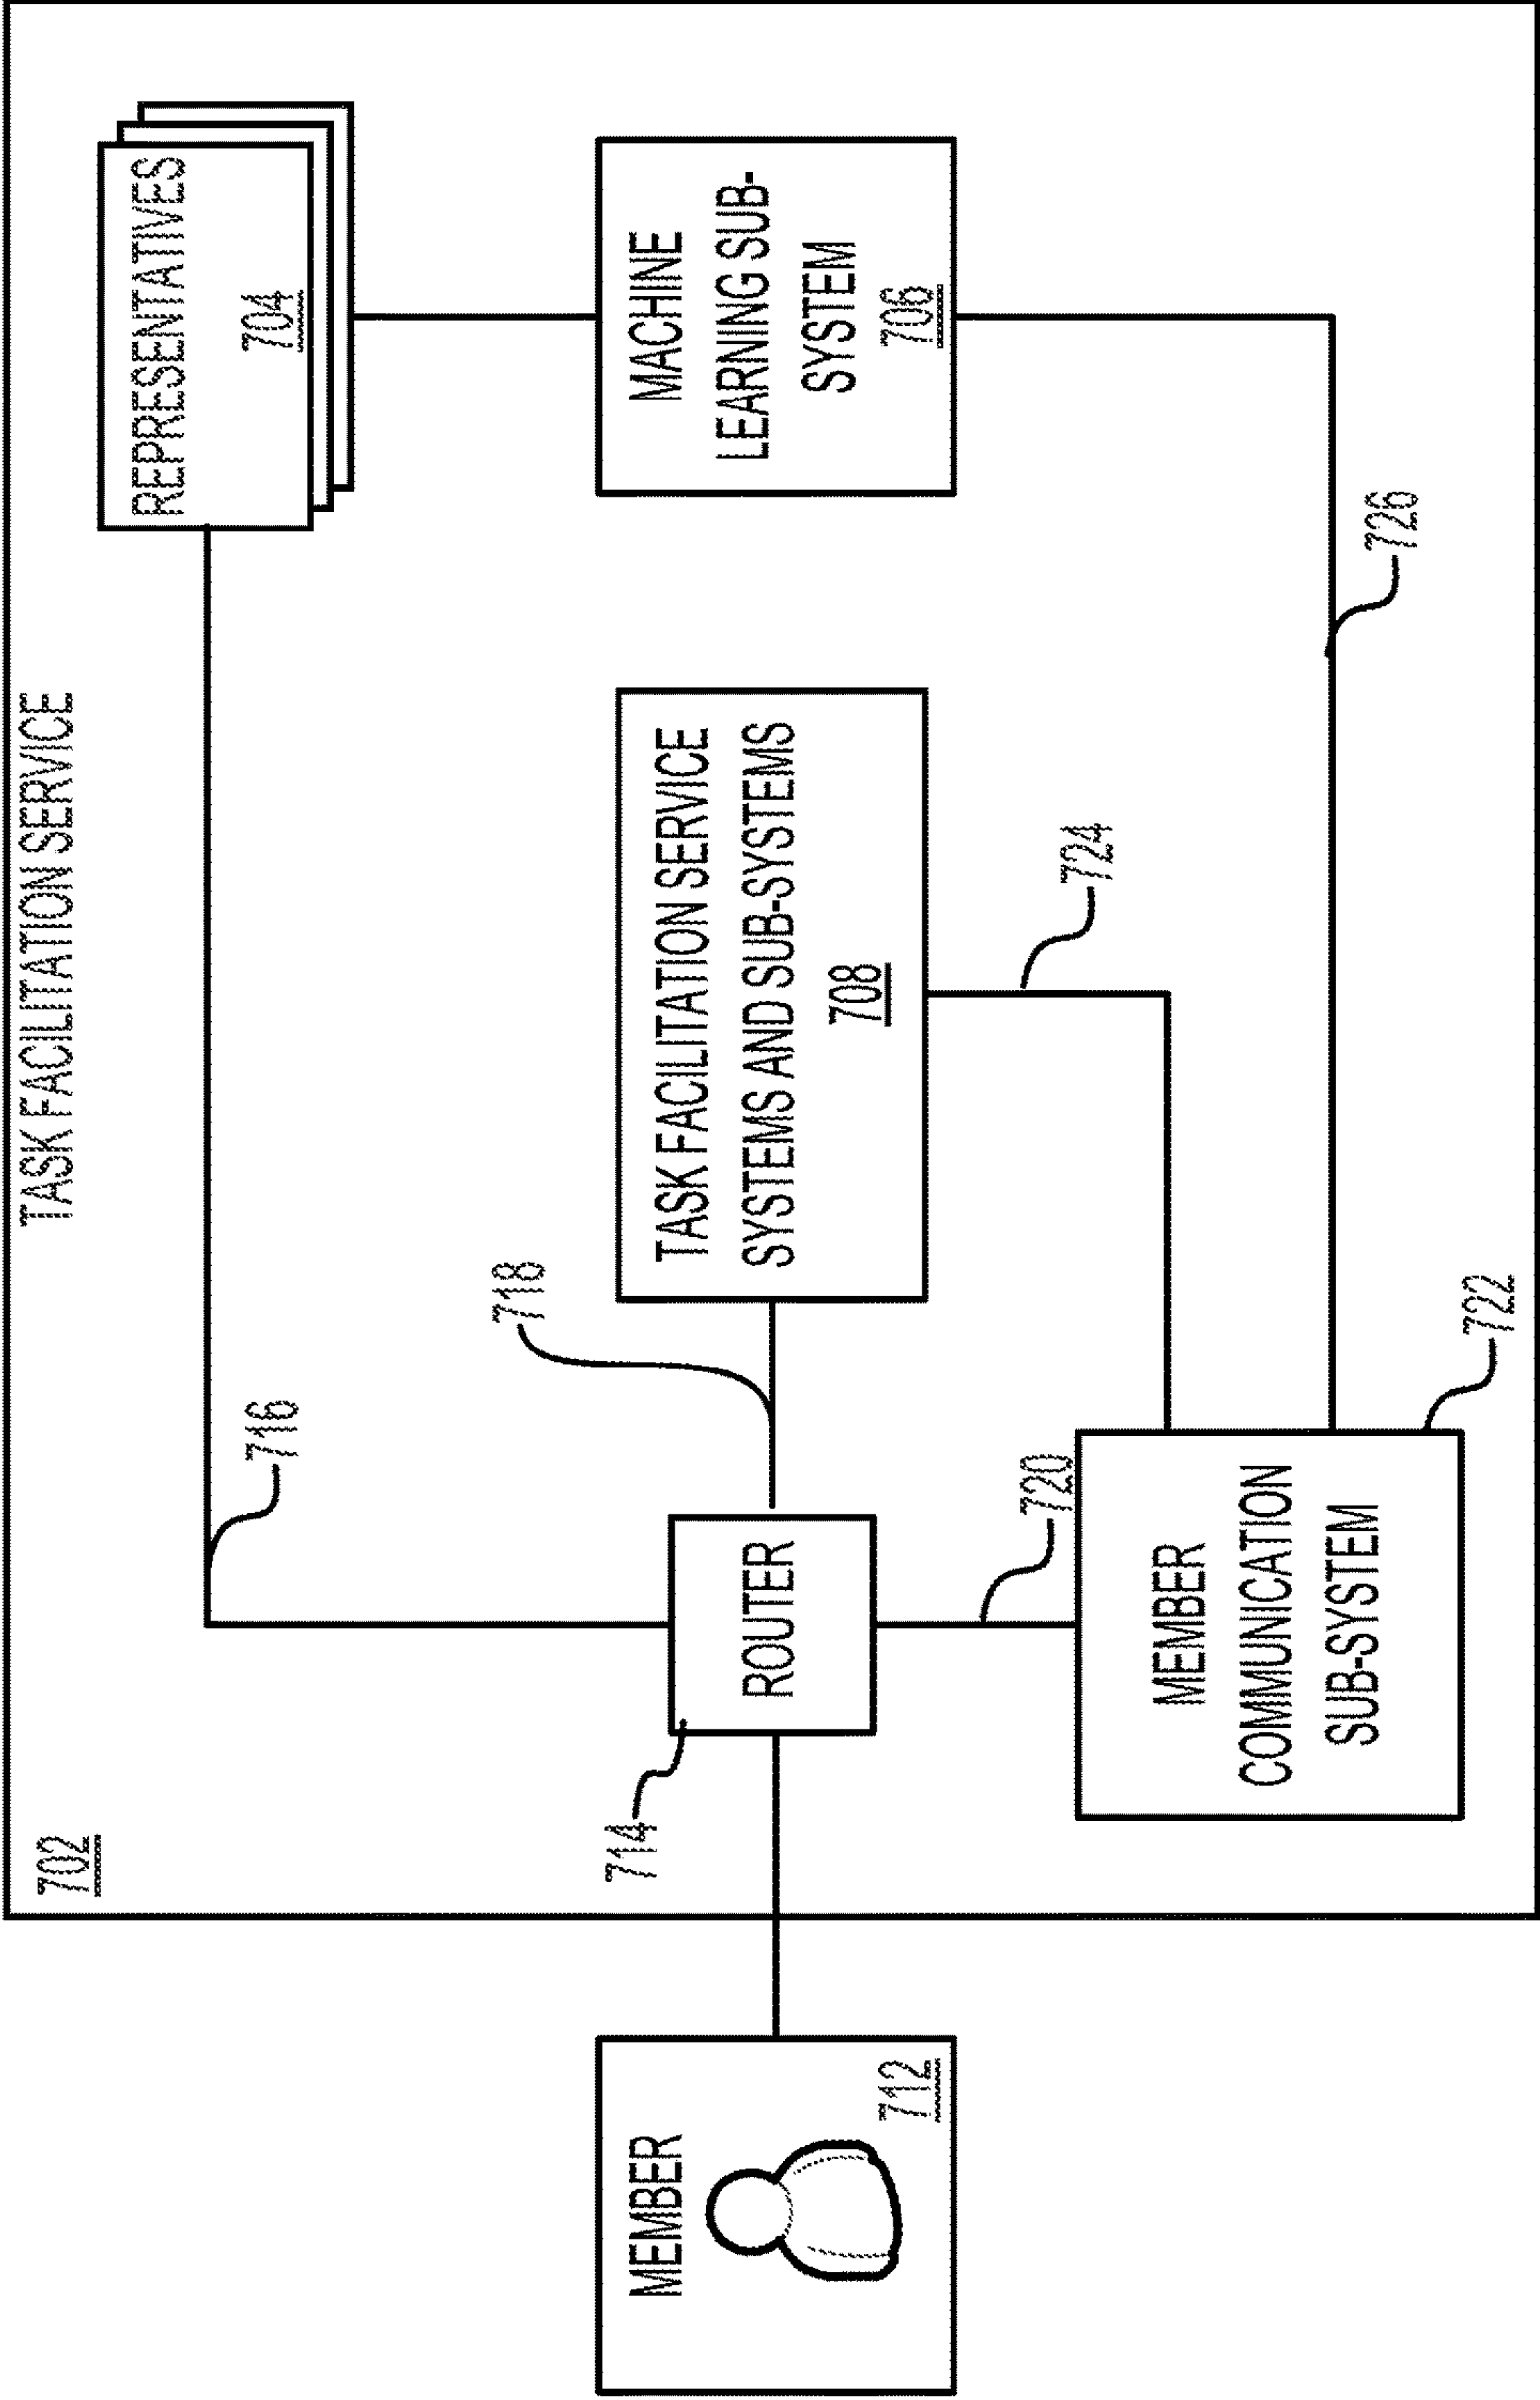 TASK FACILITATION SERVICE
702
REPRESENTATIVES
704
716
718
MEMBER
712
714
ROUTER
TASK FACILITATION SERVICE
SYSTEMS AND SUB-SYSTEMS
708
MACHINE
LEARNING SUB-
SYSTEM
706
720
724
MEMBER
COMMUNICATION
SUB-SYSTEM
722
726